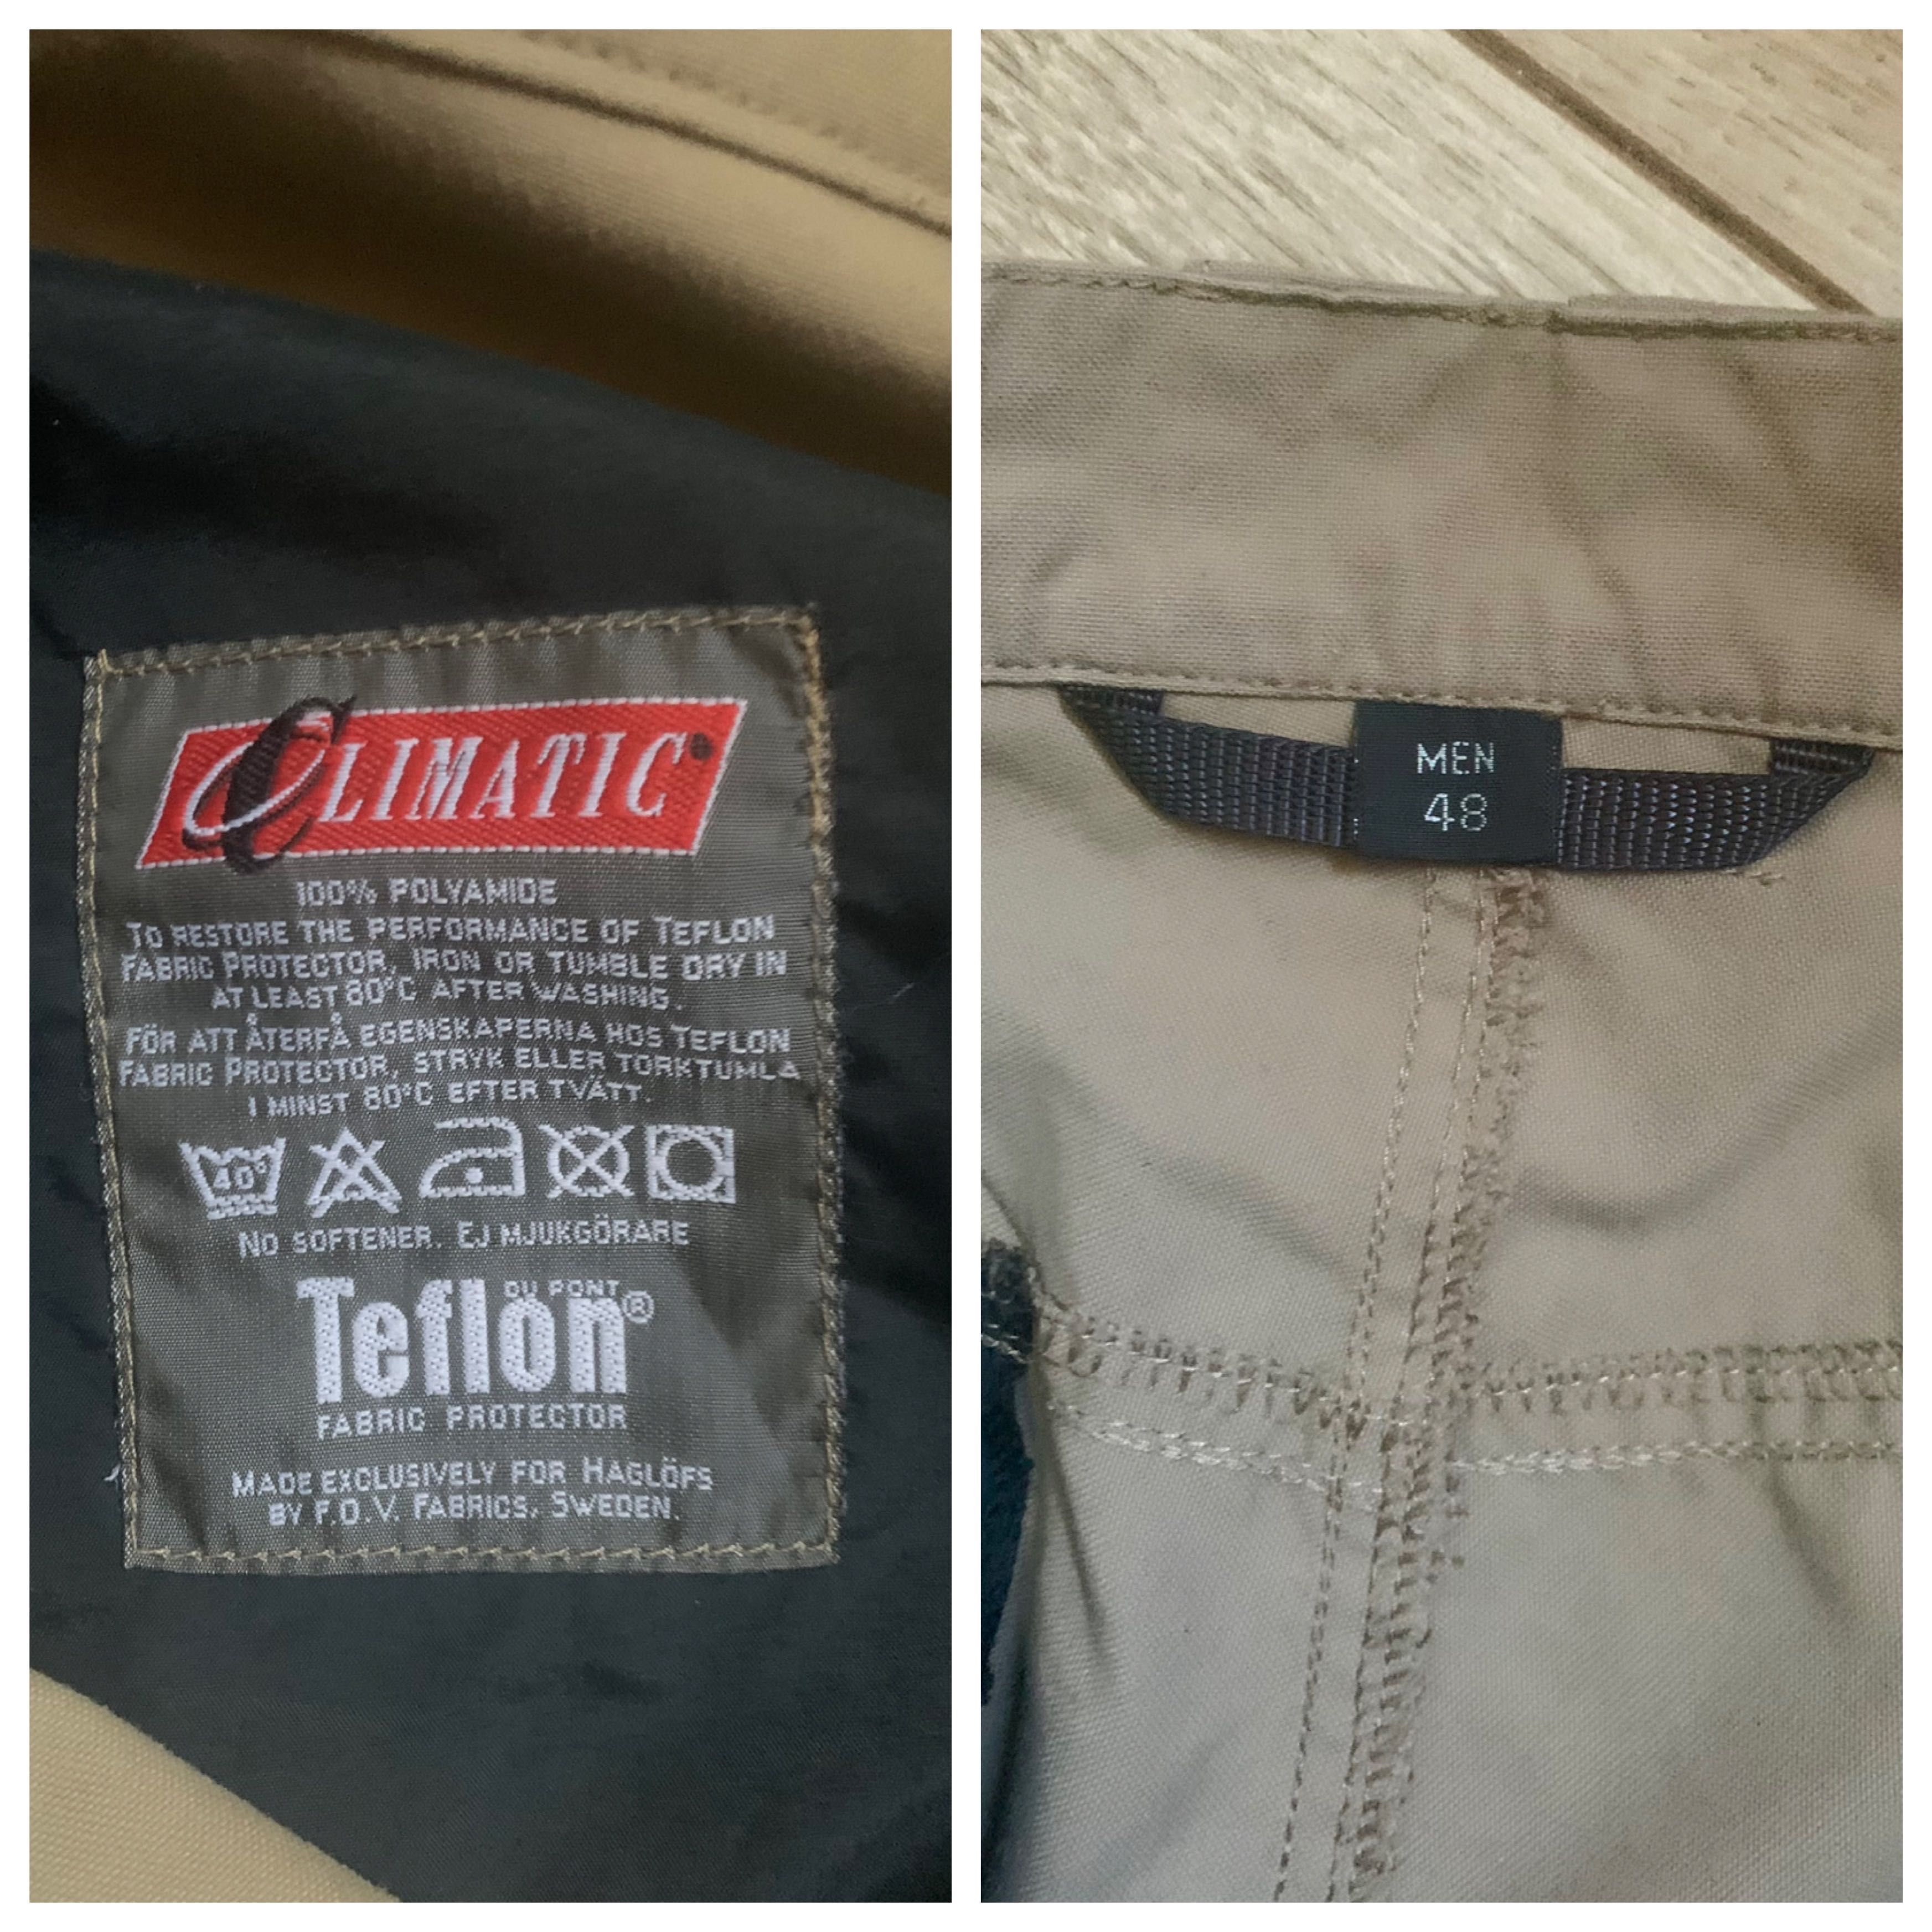 CLIMATIC®
100% POLYAMIDE
TO RESTORE THE PERFORMANCE OF TEFLON
FABRIC PROTECTOR, IRON OR TUMBLE DRY IN
AT LEAST 80°C AFTER WASHING.
FÖR ATT ÅTERFÅ EGENSKAPERNA HOS TEFLON
FABRIC PROTECTOR, STRYK ELLER TORKTUMLA
I MINST 80°C EFTER TVÄTT.
40°
NO SOFTENER. EJ MJUKGÖRARE
DU PONT
Teflon®
FABRIC PROTECTOR
MADE EXCLUSIVELY FOR HAGLÖFS
BY F.O.V. FABRICS, SWEDEN.
MEN
48